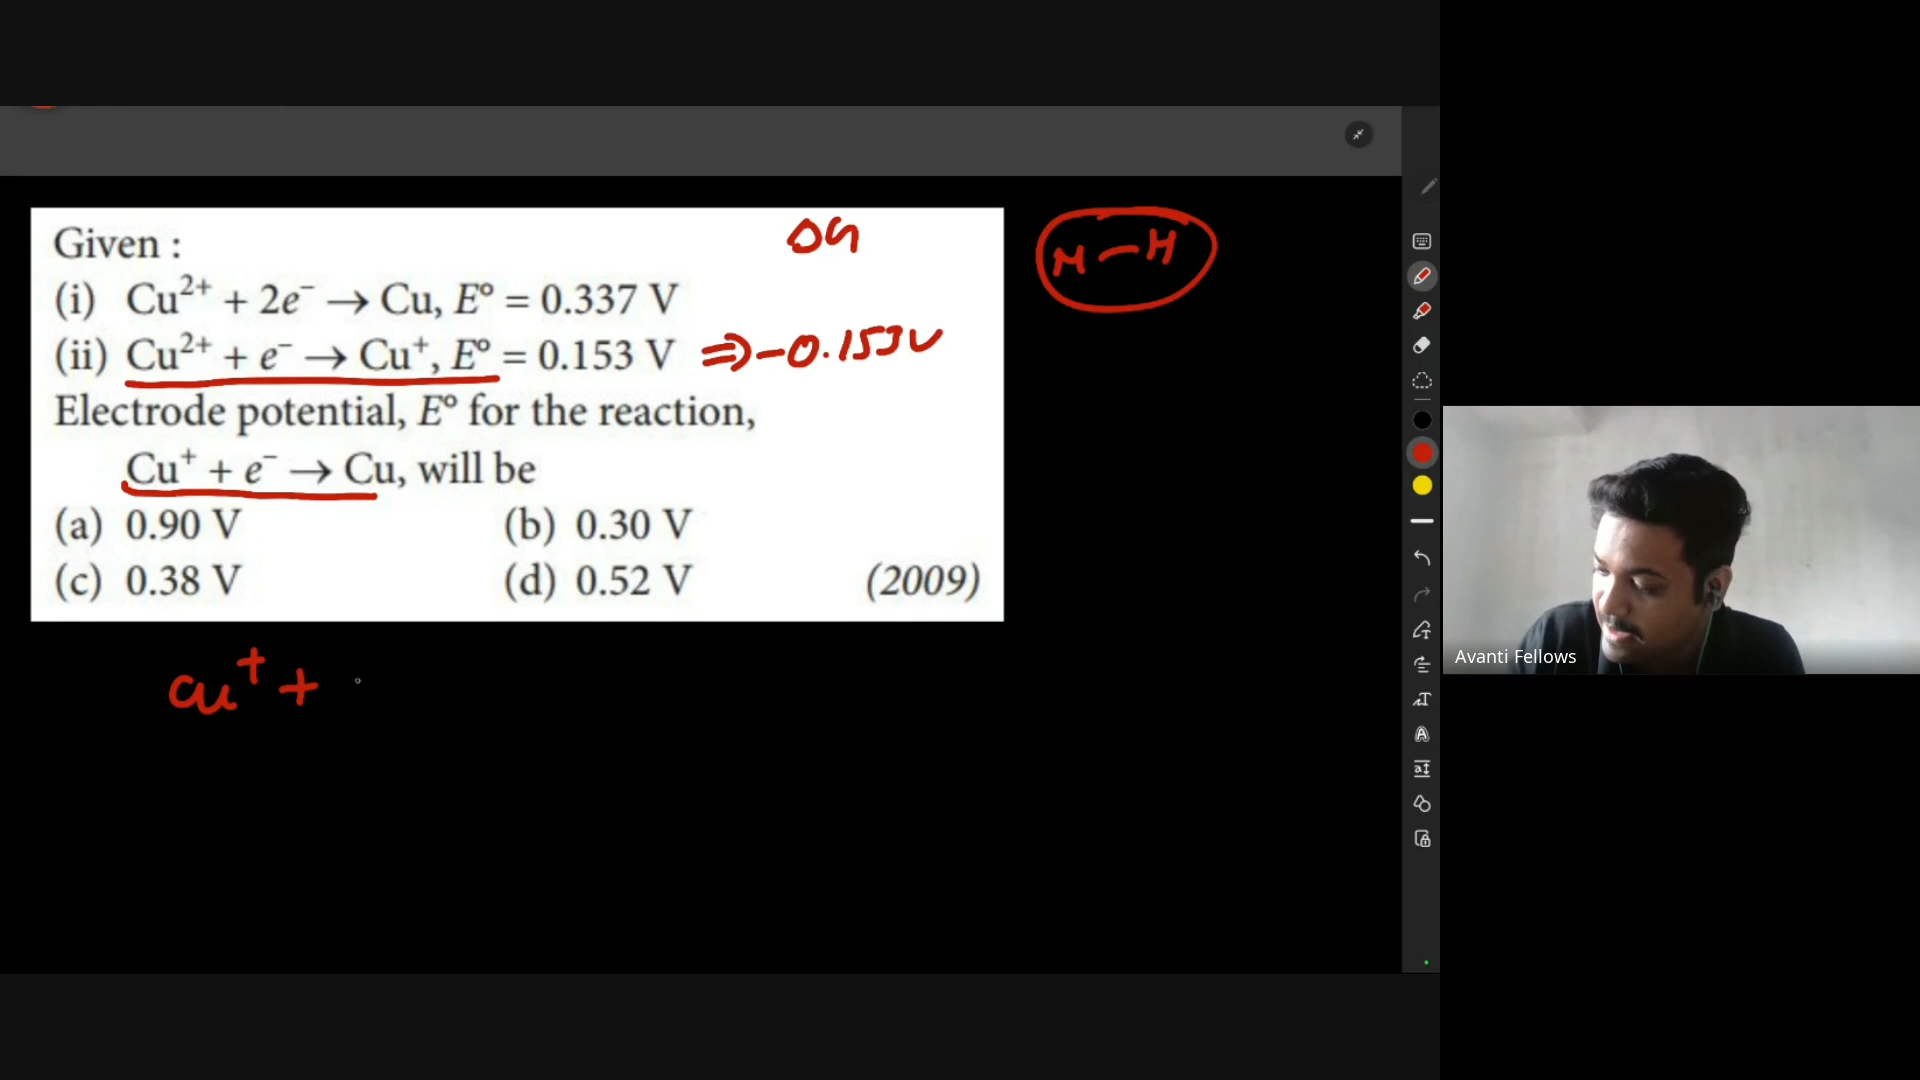 Given : ΔG
M – H
(i) Cu²⁺ + 2e⁻ → Cu, E° = 0.337 V
(ii) Cu²⁺ + e⁻ → Cu⁺, E° = 0.153 V ⇒ -0.153V
Electrode potential, E° for the reaction,
Cu⁺ + e⁻ → Cu, will be
(a) 0.90 V (b) 0.30 V
(c) 0.38 V (d) 0.52 V (2009)
Cu⁺ +
Avanti Fellows